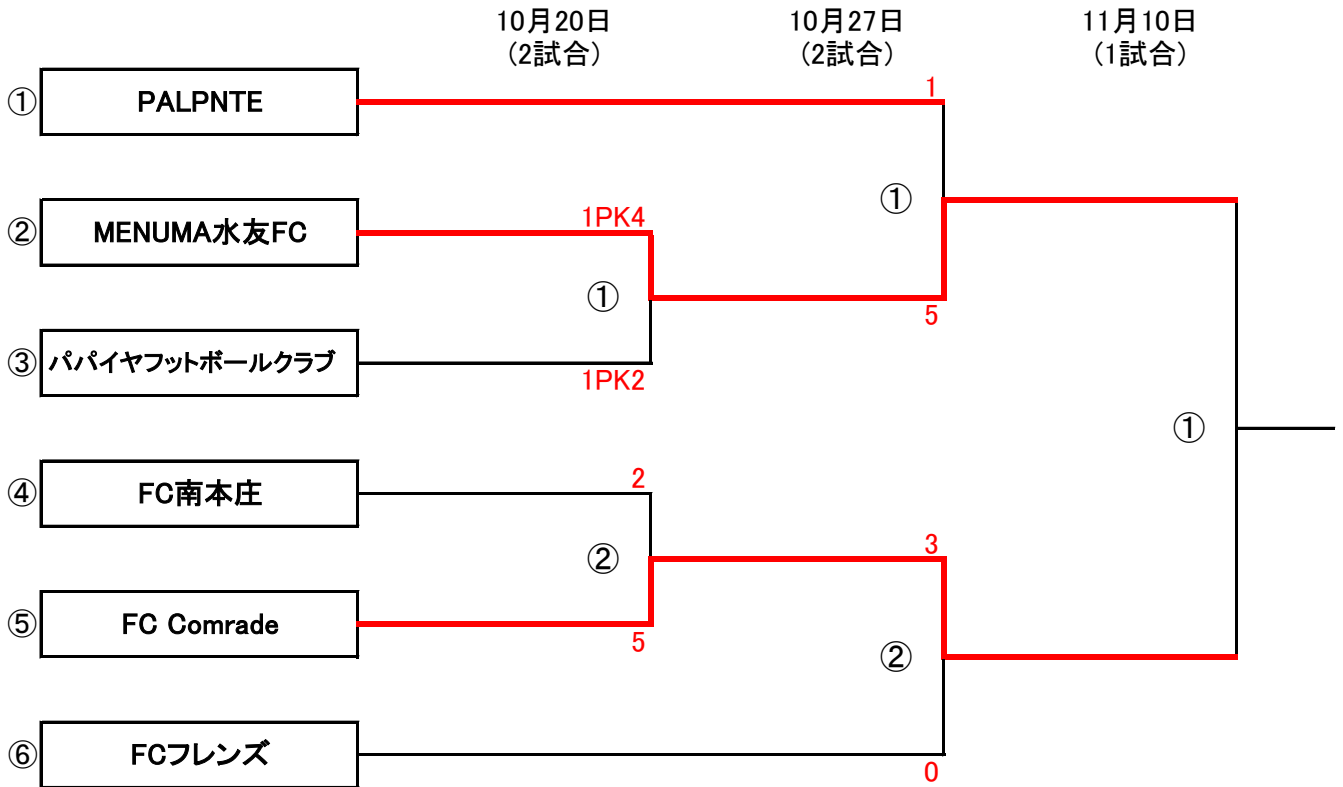 10月20日
(2試合)
10月27日
(2試合)
11月10日
(1試合)
① PALPNTE
1
①
② MENUMA水友FC
1PK4
①
5
③ パパイヤフットボールクラブ
1PK2
①
④ FC南本庄
2
②
3
⑤ FC Comrade
5
②
⑥ FCフレンズ
0